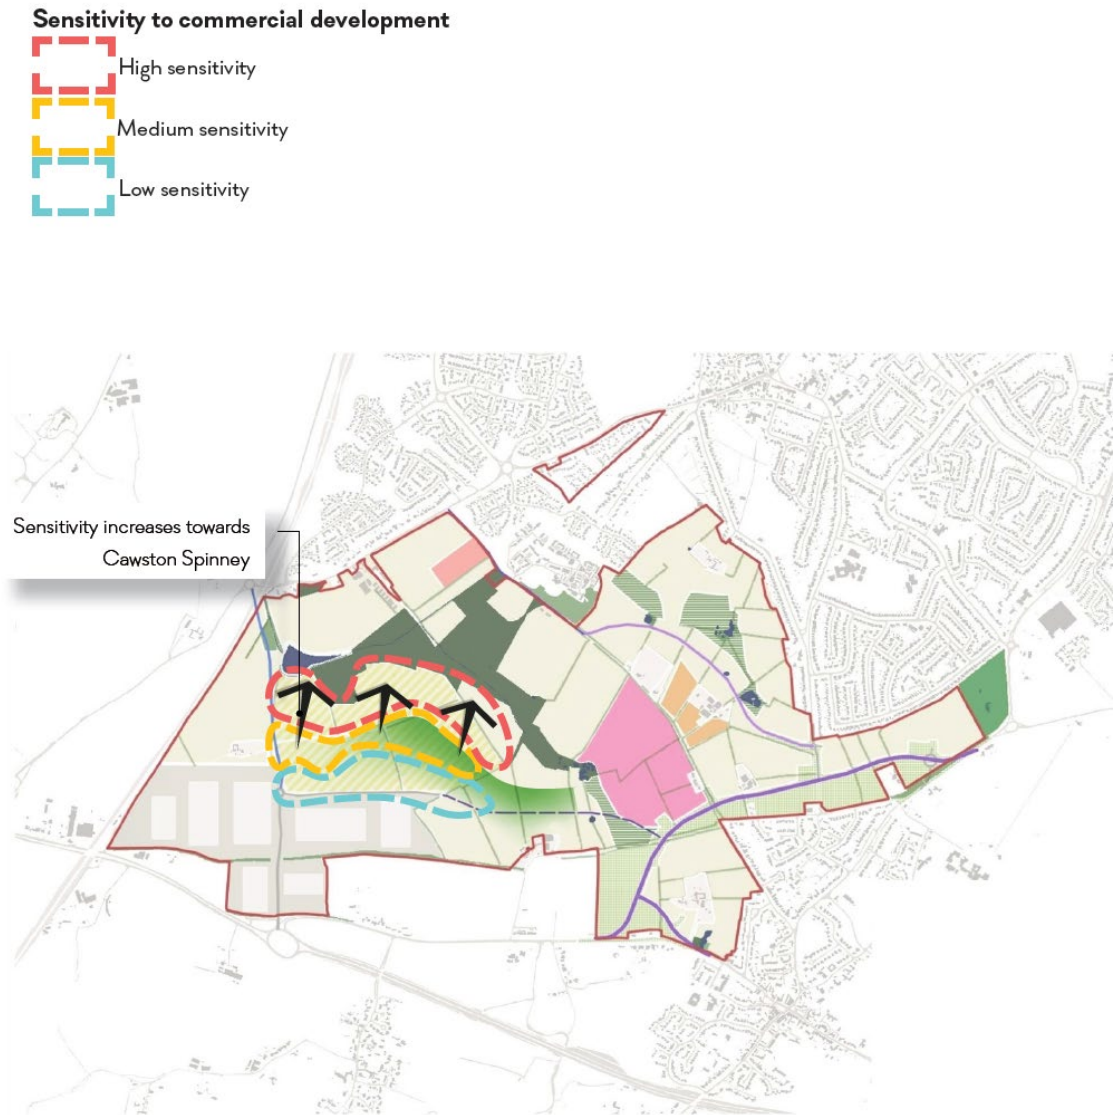 Sensitivity to commercial development
High sensitivity
Medium sensitivity
Low sensitivity
Sensitivity increases towards
Cawston Spinney